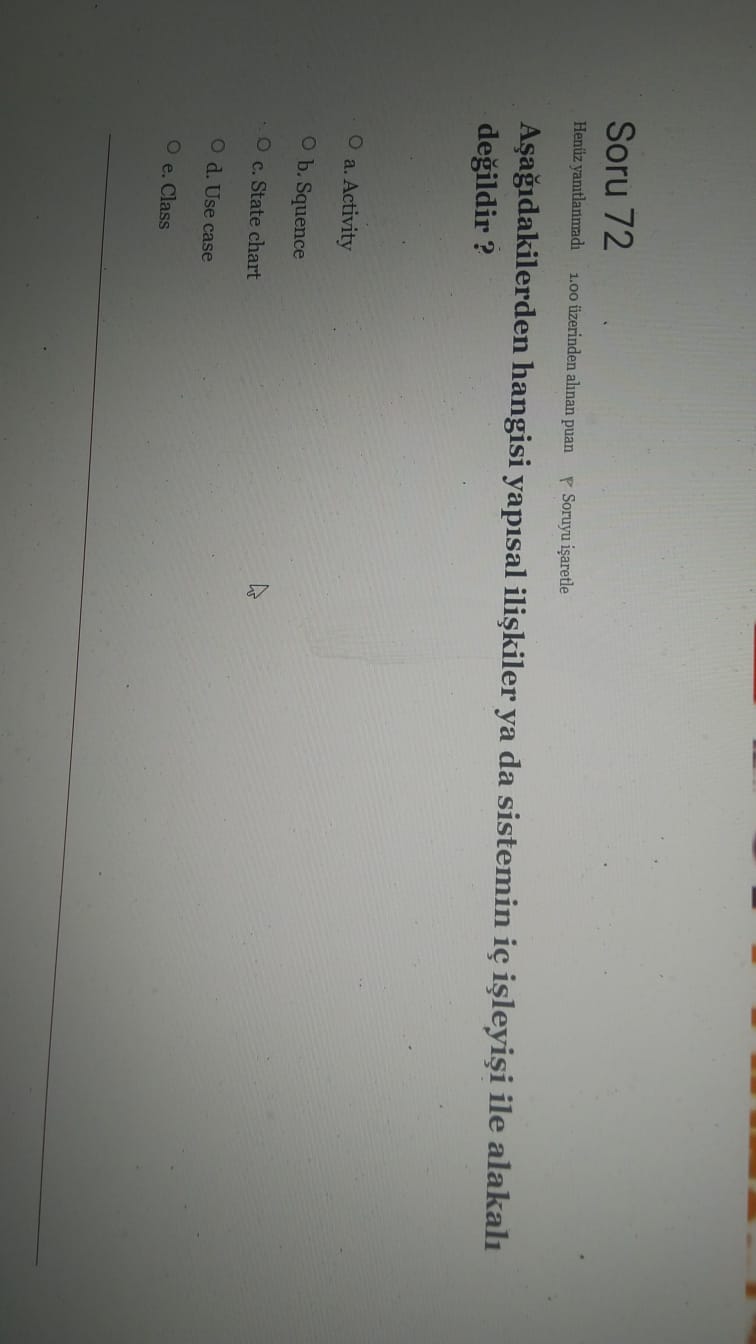 Soru 72
Henüz yanıtlanmadı 1.00 üzerinden alınan puan Soruyu işaretle
Aşağıdakilerden hangisi yapısal ilişkiler ya da sistemin iç işleyişi ile alakalı
değildir ?
a. Activity
b. Squence
c. State chart
d. Use case
e. Class